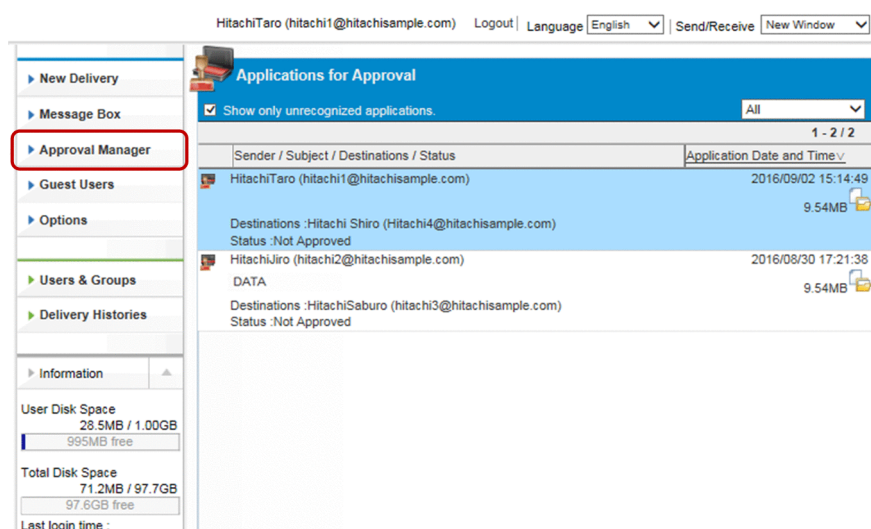 HitachiTaro (hitachi1@hitachisample.com) Logout | Language English | Send/Receive New Window
New Delivery
Message Box
Approval Manager
Guest Users
Options
Users & Groups
Delivery Histories
Information
User Disk Space
28.5MB / 1.00GB
995MB free
Total Disk Space
71.2MB / 97.7GB
97.6GB free
Last login time :
Applications for Approval
Show only unrecognized applications. All
1 - 2 / 2
Sender / Subject / Destinations / Status Application Date and Time
HitachiTaro (hitachi1@hitachisample.com) 2016/09/02 15:14:49
9.54MB
Destinations :Hitachi Shiro (Hitachi4@hitachisample.com)
Status :Not Approved
HitachiJiro (hitachi2@hitachisample.com) 2016/08/30 17:21:38
DATA 9.54MB
Destinations :HitachiSaburo (hitachi3@hitachisample.com)
Status :Not Approved